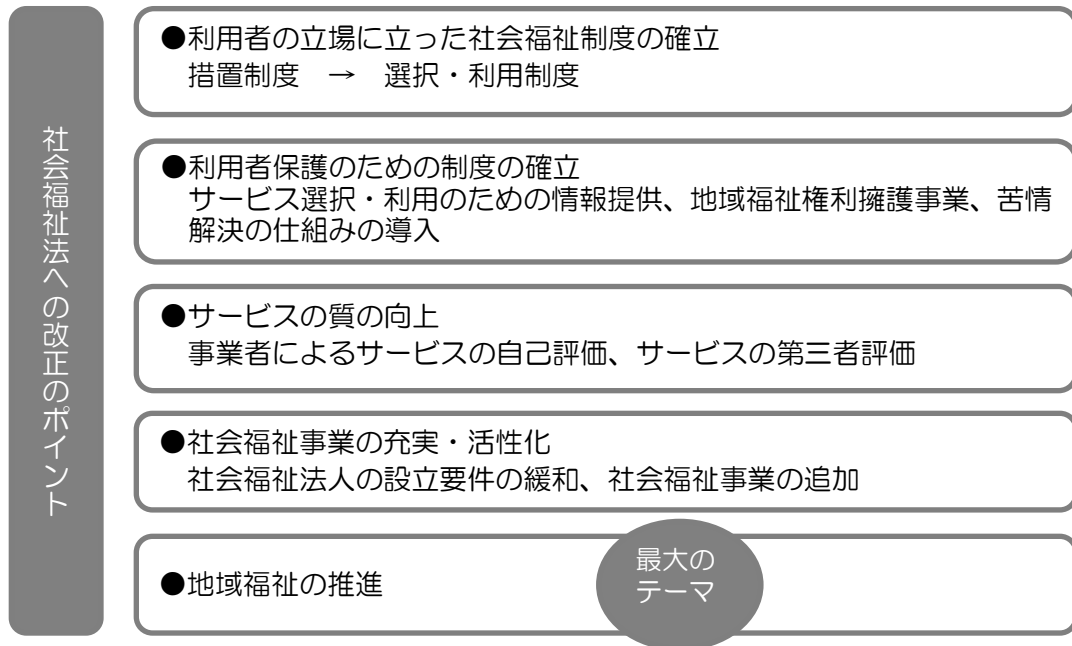 社会福祉法への改正のポイント
●利用者の立場に立った社会福祉制度の確立
措置制度　→　選択・利用制度
●利用者保護のための制度の確立
サービス選択・利用のための情報提供、地域福祉権利擁護事業、苦情
解決の仕組みの導入
●サービスの質の向上
事業者によるサービスの自己評価、サービスの第三者評価
●社会福祉事業の充実・活性化
社会福祉法人の設立要件の緩和、社会福祉事業の追加
●地域福祉の推進
最大の
テーマ